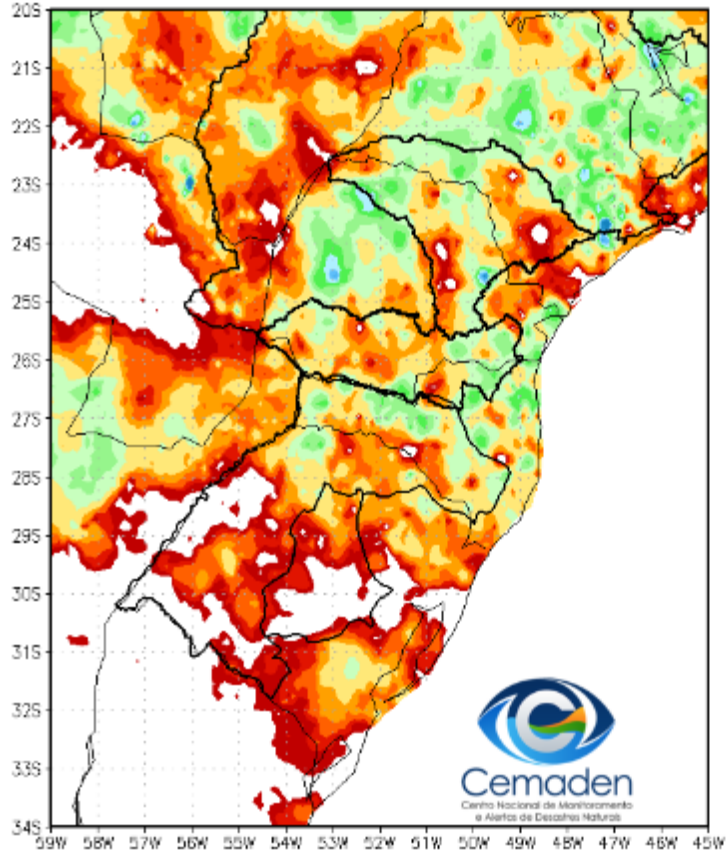 20S
21S
22S
23S
24S
25S
26S
27S
28S
29S
30S
31S
32S
33S
34S
59W 58W 57W 56W 55W 54W 53W 52W 51W 50W 49W 48W 47W 46W 45W
Cemaden
Centro Nacional de Monitoramento
e Alertas de Desastres Naturais